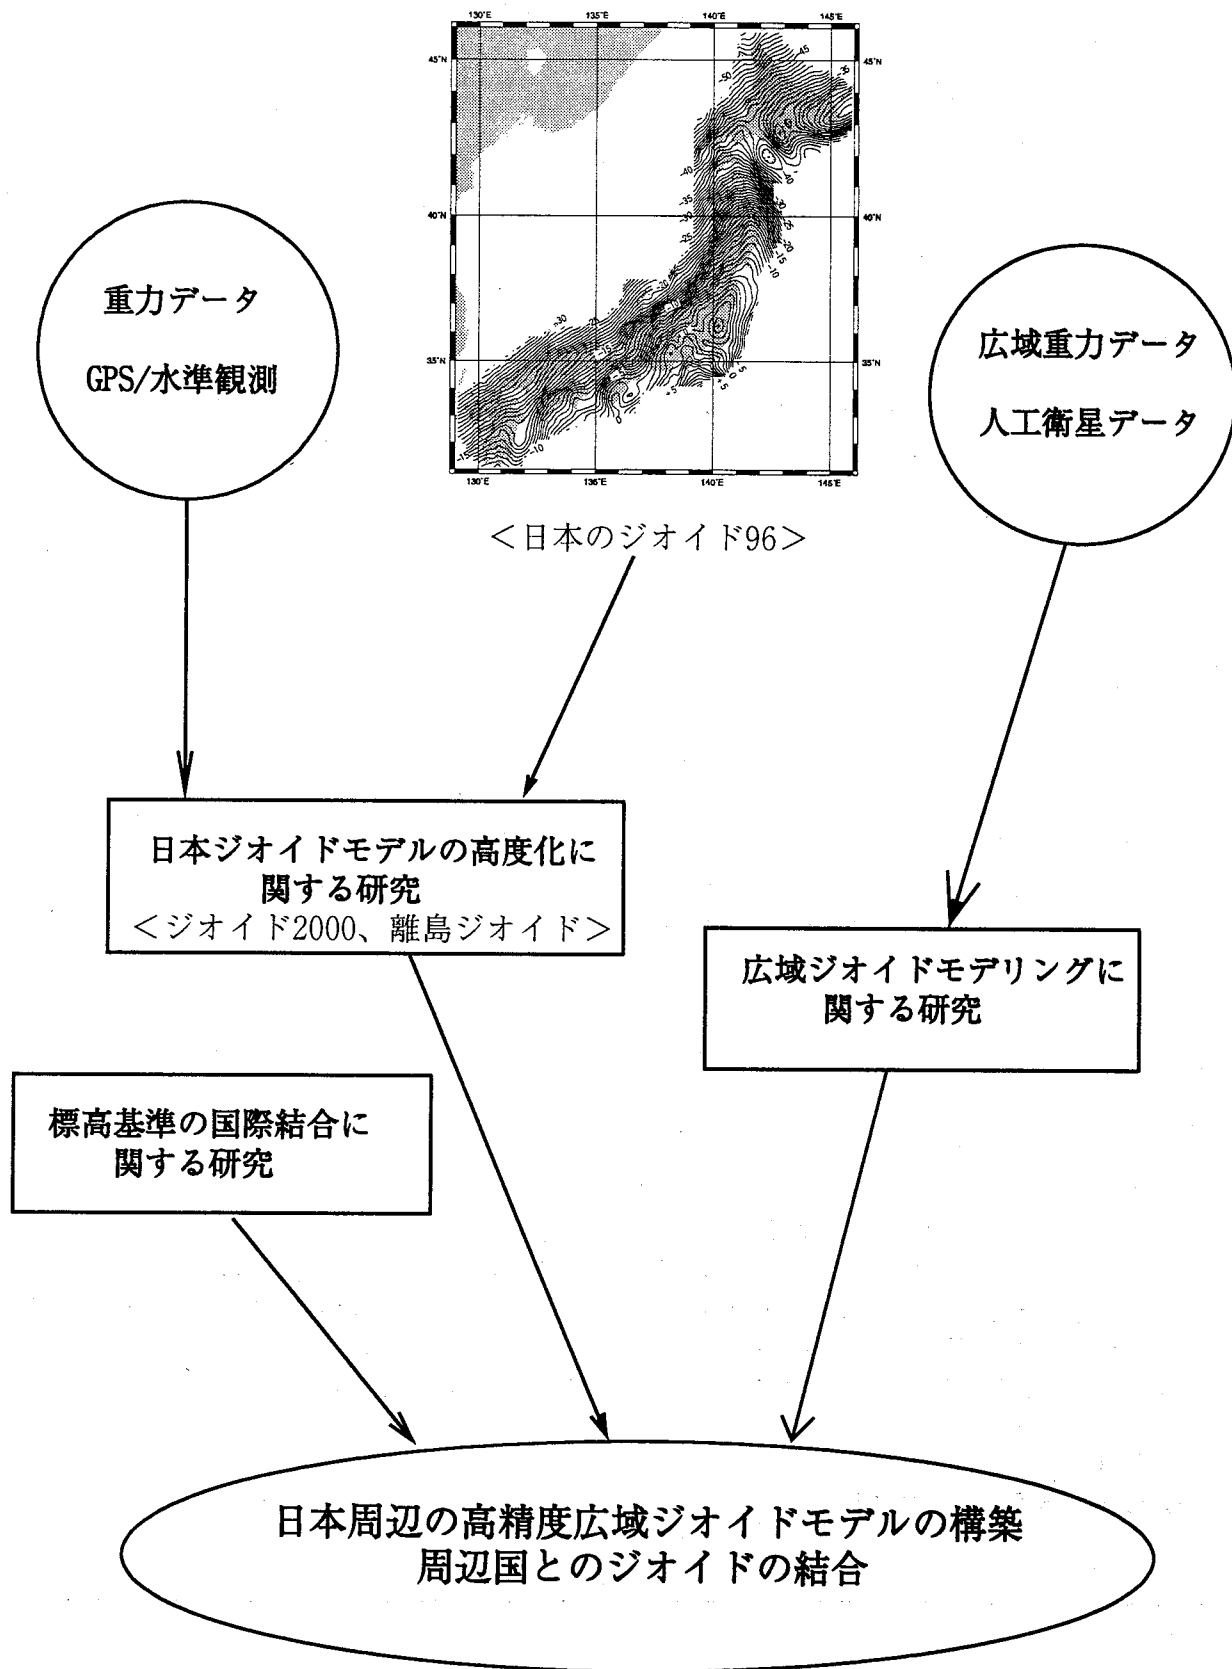 130°E 135°E 140°E 145°E
45°N 45°N
40°N 40°N
35°N 35°N
130°E 135°E 140°E 145°E
重力データ
GPS/水準観測
広域重力データ
人工衛星データ
＜日本のジオイド96＞
日本ジオイドモデルの高度化に
関する研究
＜ジオイド2000、離島ジオイド＞
広域ジオイドモデリングに
関する研究
標高基準の国際結合に
関する研究
日本周辺の高精度広域ジオイドモデルの構築
周辺国とのジオイドの結合